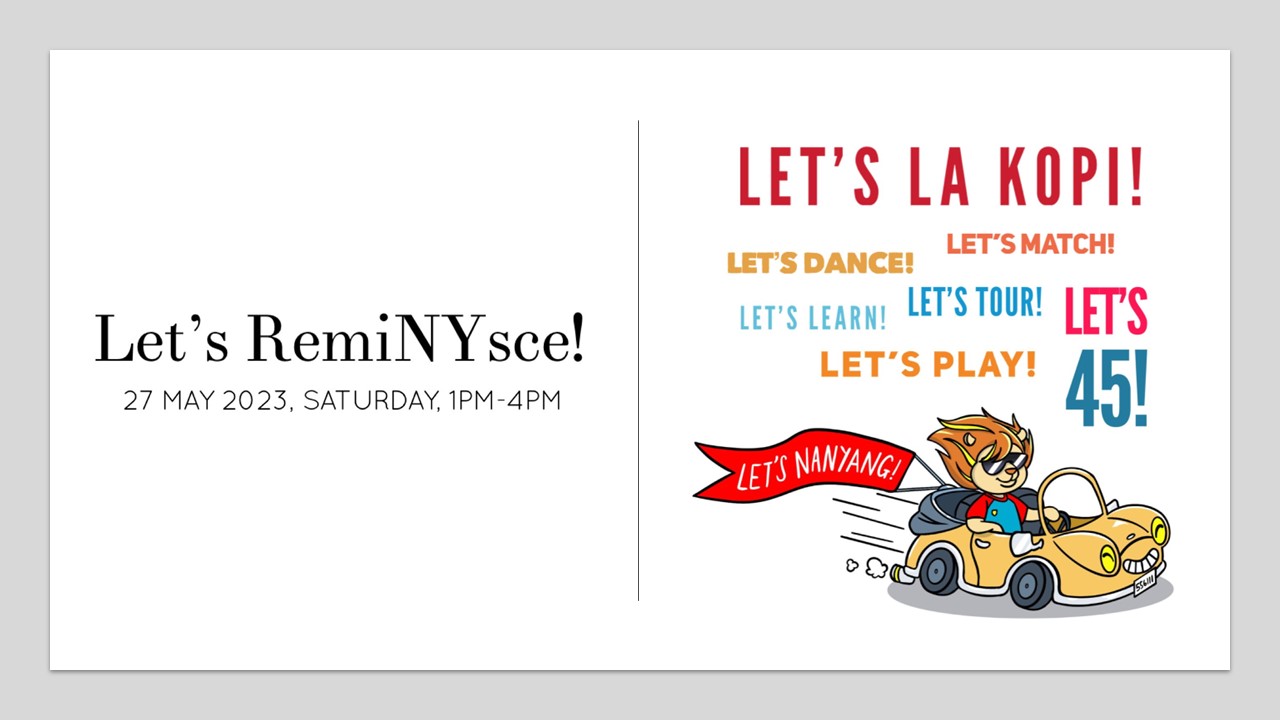 Let's RemiNYsce!
27 MAY 2023, SATURDAY, 1PM-4PM
LET'S LA KOPI!
LET'S MATCH!
LET'S DANCE!
LET'S TOUR!
LET'S LEARN!
LET'S
45!
LET'S PLAY!
LET'S NANYANG!